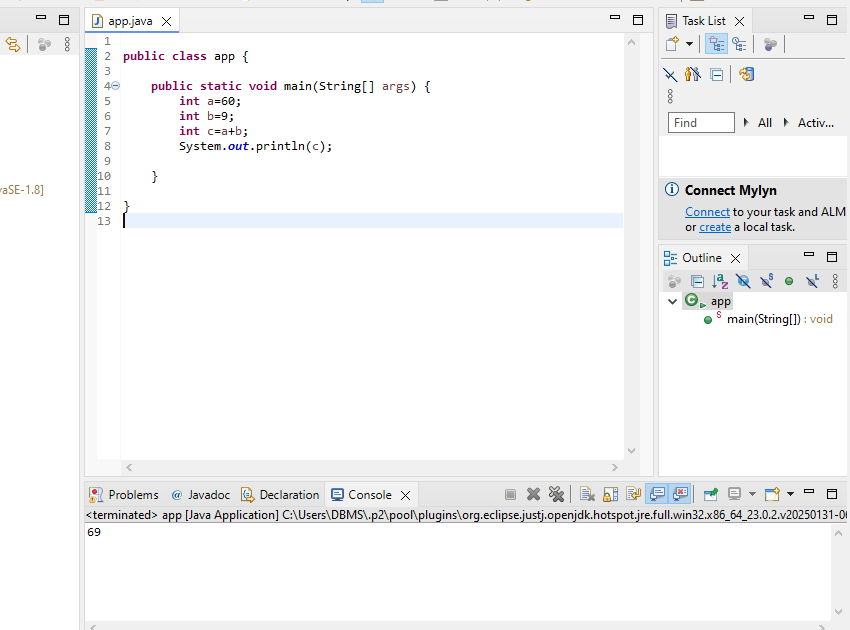 app.java
Task List
1
2 public class app {
3
4 public static void main(String[] args) {
5 int a=60;
6 int b=9;
7 int c=a+b;
8 System.out.println(c);
9
10 }
11
12 }
13
aSE-1.8]
Find
All
Activ...
Connect Mylyn
Connect to your task and ALM
or create a local task.
Outline
app
main(String[]) : void
Problems
@ Javadoc
Declaration
Console
<terminated> app [Java Application] C:\Users\DBMS\.p2\pool\plugins\org.eclipse.justj.openjdk.hotspot.jre.full.win32.x86_64_23.0.2.v20250131-0
69